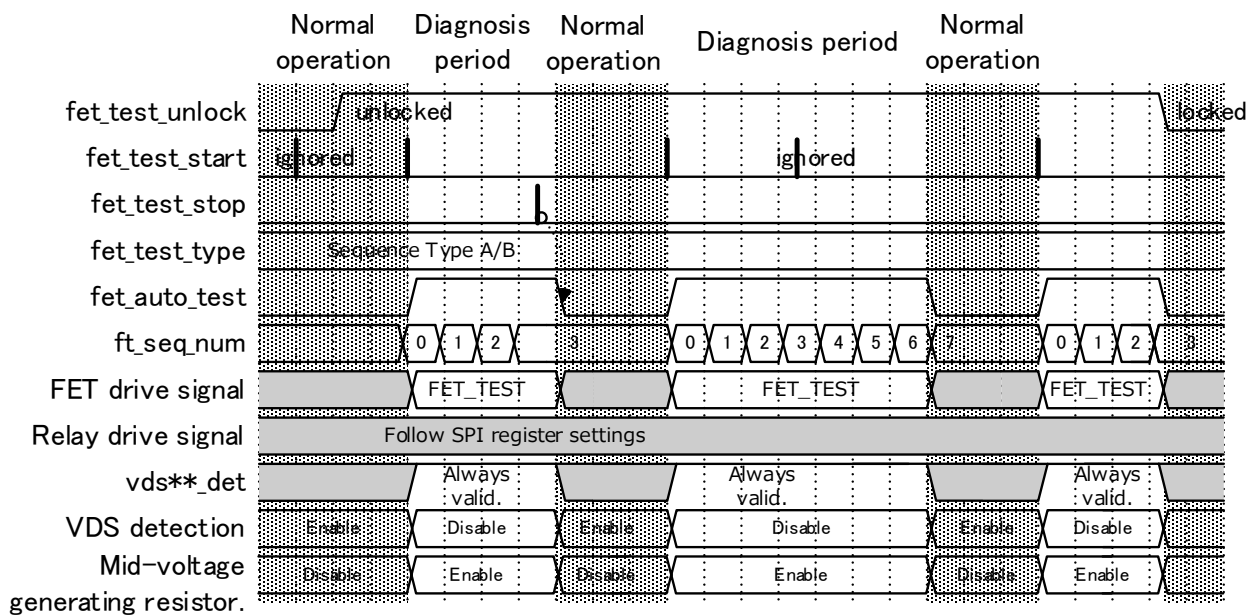 Normal operation
Diagnosis period
Normal operation
Diagnosis period
Normal operation
fet_test_unlock
unlocked
locked
fet_test_start
ignored
ignored
fet_test_stop
fet_test_type
Sequence Type A/B
fet_auto_test
ft_seq_num
0 1 2 3 0 1 2 3 4 5 6 7 0 1 2 3
FET drive signal
FET_TEST
FET_TEST
FET_TEST
Relay drive signal
Follow SPI register settings
vds**_det
Always valid.
Always valid.
Always valid.
VDS detection
Enable Disable Enable Disable Enable Disable
Mid-voltage generating resistor.
Disable Enable Disable Enable Disable Enable